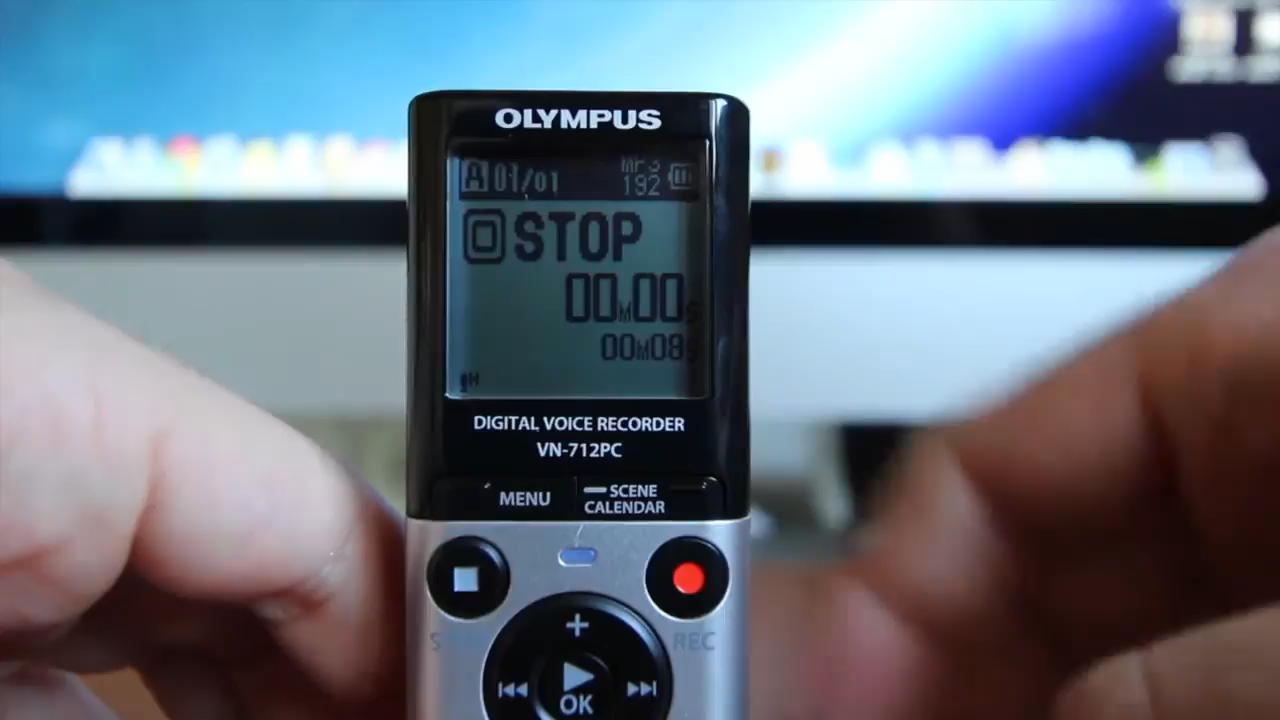 OLYMPUS
A 01/01 MP3
192
STOP
00M00S
00M08S
H
DIGITAL VOICE RECORDER
VN-712PC
MENU
SCENE
CALENDAR
REC
OK